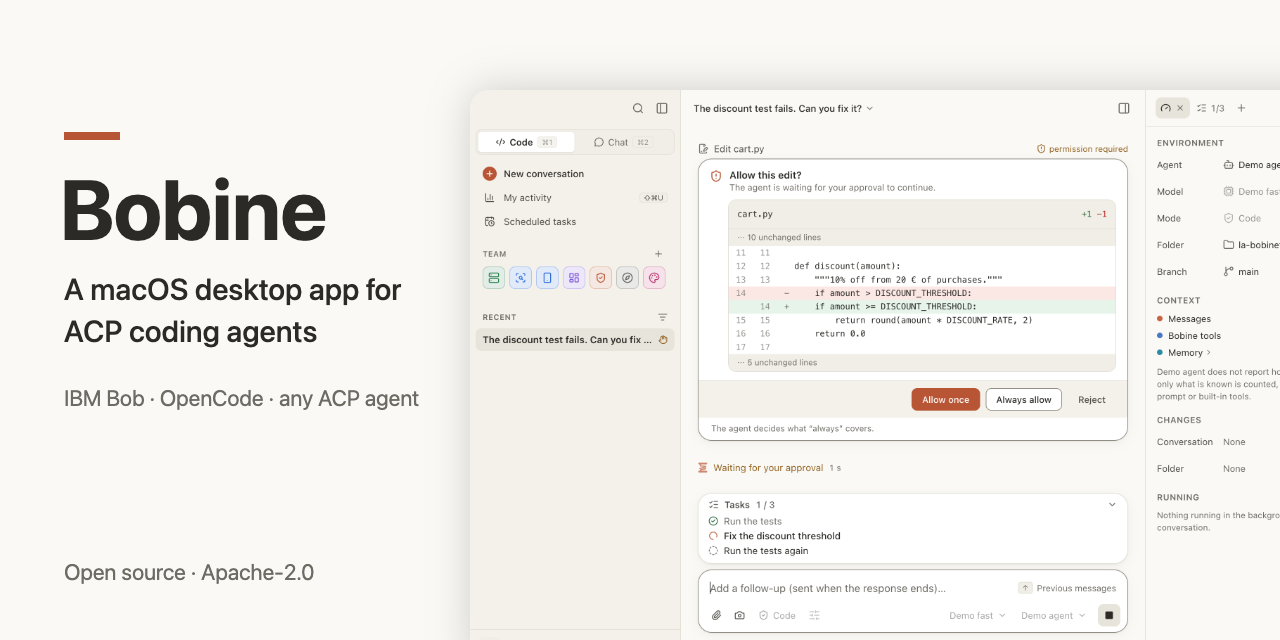 Bobine
A macOS desktop app for
ACP coding agents
IBM Bob · OpenCode · any ACP agent
Open source · Apache-2.0
Code ⌘1
Chat ⌘2
New conversation
My activity ⇧⌘U
Scheduled tasks
TEAM
RECENT
The discount test fails. Can you fix ...
The discount test fails. Can you fix it?
Edit cart.py
permission required
Allow this edit?
The agent is waiting for your approval to continue.
cart.py +1 −1
··· 10 unchanged lines
11 11
12 12 def discount(amount):
13 13 """10% off from 20 € of purchases."""
14 − if amount > DISCOUNT_THRESHOLD:
14 + if amount >= DISCOUNT_THRESHOLD:
15 15 return round(amount * DISCOUNT_RATE, 2)
16 16 return 0.0
17 17
··· 5 unchanged lines
Allow once
Always allow
Reject
The agent decides what “always” covers.
Waiting for your approval 1 s
Tasks 1 / 3
Run the tests
Fix the discount threshold
Run the tests again
Add a follow-up (sent when the response ends)...
↑ Previous messages
Code
Demo fast
Demo agent
1/3
ENVIRONMENT
Agent Demo age
Model Demo fast
Mode Code
Folder la-bobine
Branch main
CONTEXT
Messages
Bobine tools
Memory
Demo agent does not report ho
only what is known is counted,
prompt or built-in tools.
CHANGES
Conversation None
Folder None
RUNNING
Nothing running in the backgro
conversation.